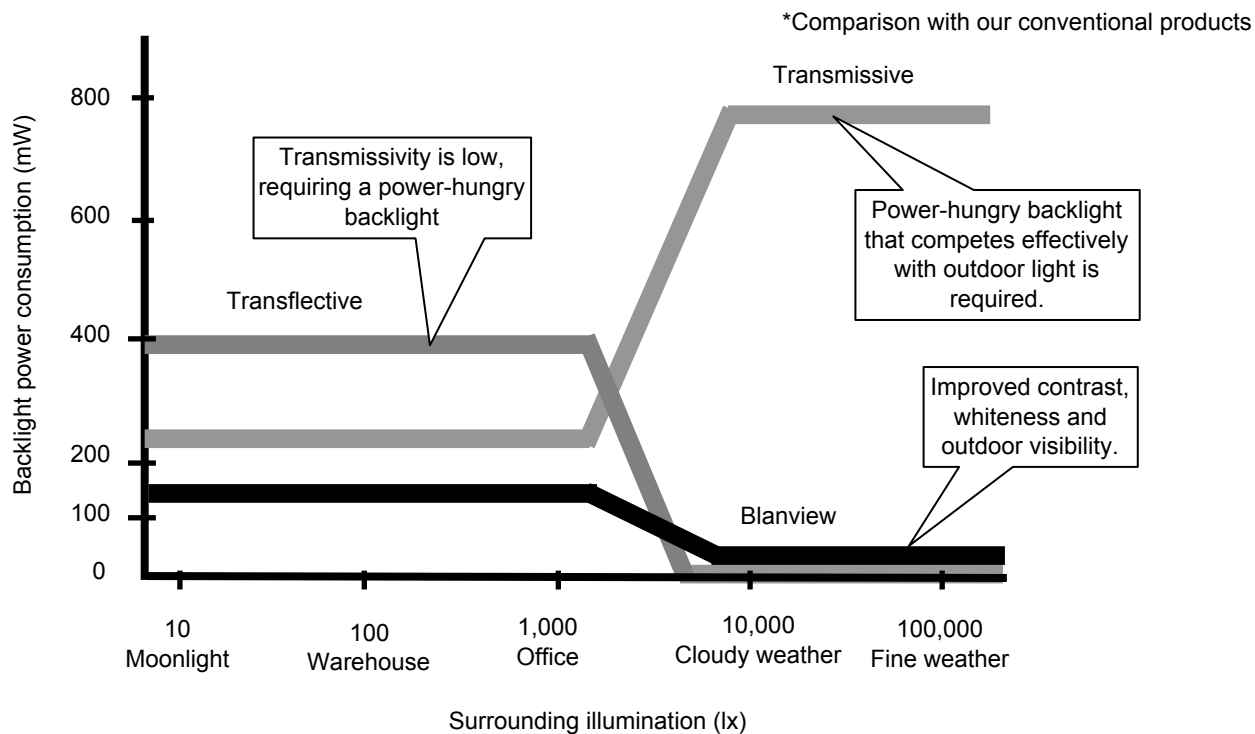 *Comparison with our conventional products
Transmissive
800
Transmissivity is low,
requiring a power-hungry
backlight
600
Power-hungry backlight
that competes effectively
with outdoor light is
required.
Backlight power consumption (mW)
Transflective
400
Improved contrast,
whiteness and
outdoor visibility.
200
100
Blanview
0
10
Moonlight
100
Warehouse
1,000
Office
10,000
Cloudy weather
100,000
Fine weather
Surrounding illumination (lx)